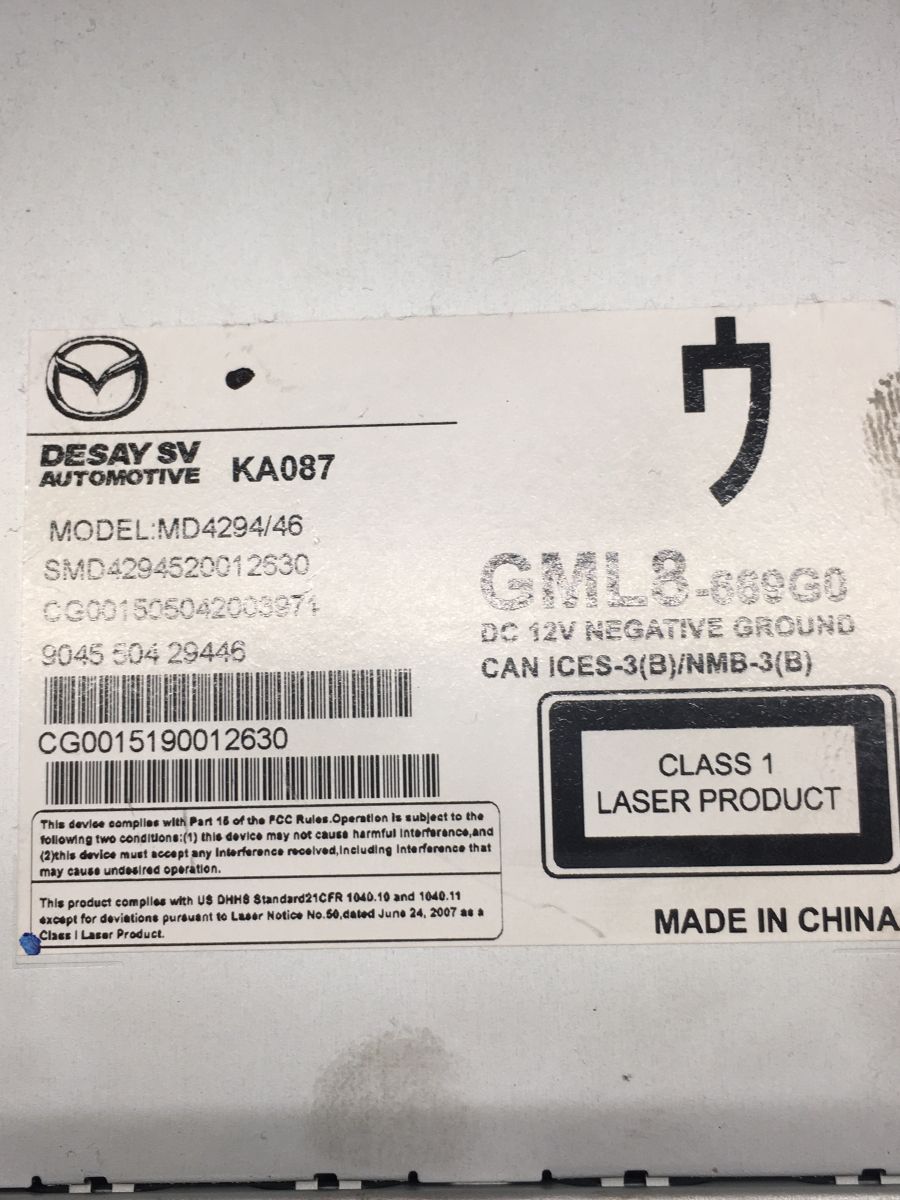 DESAY SV
AUTOMOTIVE
KA087
MODEL:MD4294/46
SMD4294520012630
CG001505042003971
9045 504 29446
CG0015190012630
This device complies with Part 15 of the FCC Rules.Operation is subject to the
following two conditions:(1) this device may not cause harmful interference,and
(2)this device must accept any interference received,including interference that
may cause undesired operation.
This product complies with US DHHS Standard21CFR 1040.10 and 1040.11
except for deviations pursuant to Laser Notice No.50,dated June 24, 2007 as a
Class I Laser Product.
ウ
GML8-669G0
DC 12V NEGATIVE GROUND
CAN ICES-3(B)/NMB-3(B)
CLASS 1
LASER PRODUCT
MADE IN CHINA